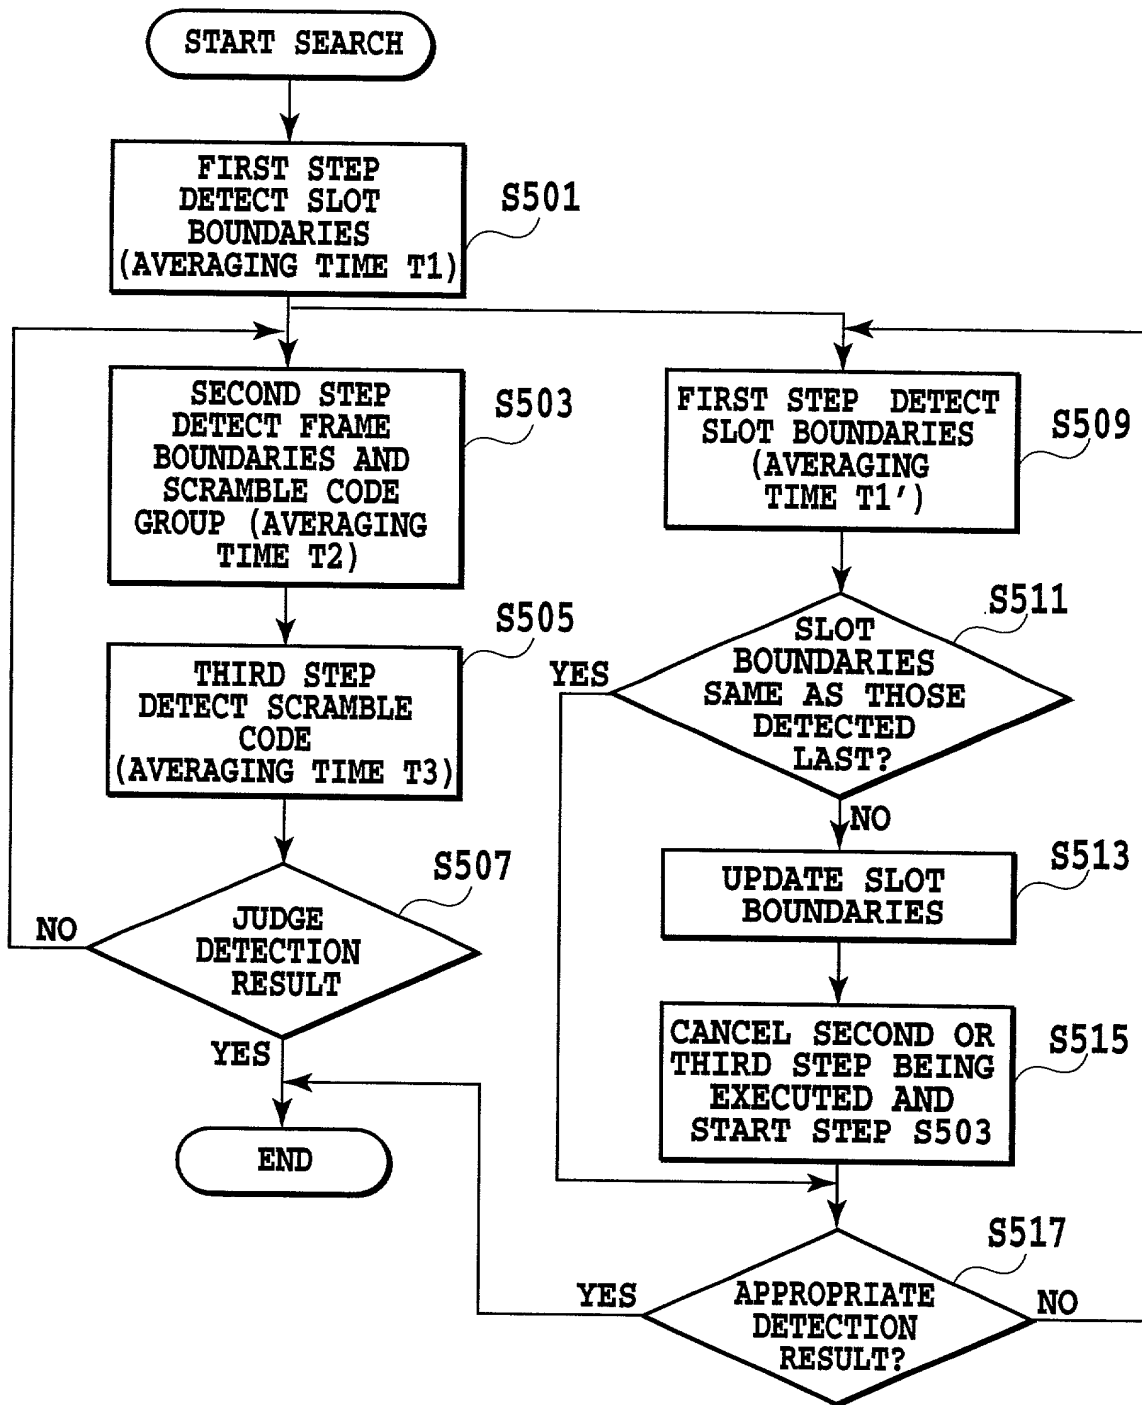 START SEARCH
FIRST STEP
DETECT SLOT
BOUNDARIES
(AVERAGING TIME T1)
S501
SECOND STEP
DETECT FRAME
BOUNDARIES AND
SCRAMBLE CODE
GROUP (AVERAGING
TIME T2)
S503
THIRD STEP
DETECT SCRAMBLE
CODE
(AVERAGING TIME T3)
S505
JUDGE
DETECTION
RESULT
S507
NO
YES
END
FIRST STEP DETECT
SLOT BOUNDARIES
(AVERAGING
TIME T1')
S509
SLOT
BOUNDARIES
SAME AS THOSE
DETECTED
LAST?
S511
YES
NO
UPDATE SLOT
BOUNDARIES
S513
CANCEL SECOND OR
THIRD STEP BEING
EXECUTED AND
START STEP S503
S515
APPROPRIATE
DETECTION
RESULT?
S517
YES
NO